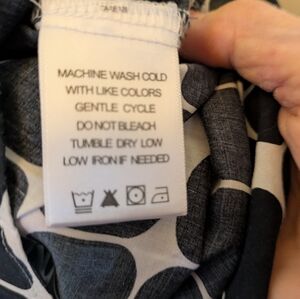 MACHINE WASH COLD
WITH LIKE COLORS
GENTLE CYCLE
DO NOT BLEACH
TUMBLE DRY LOW
LOW IRON IF NEEDED